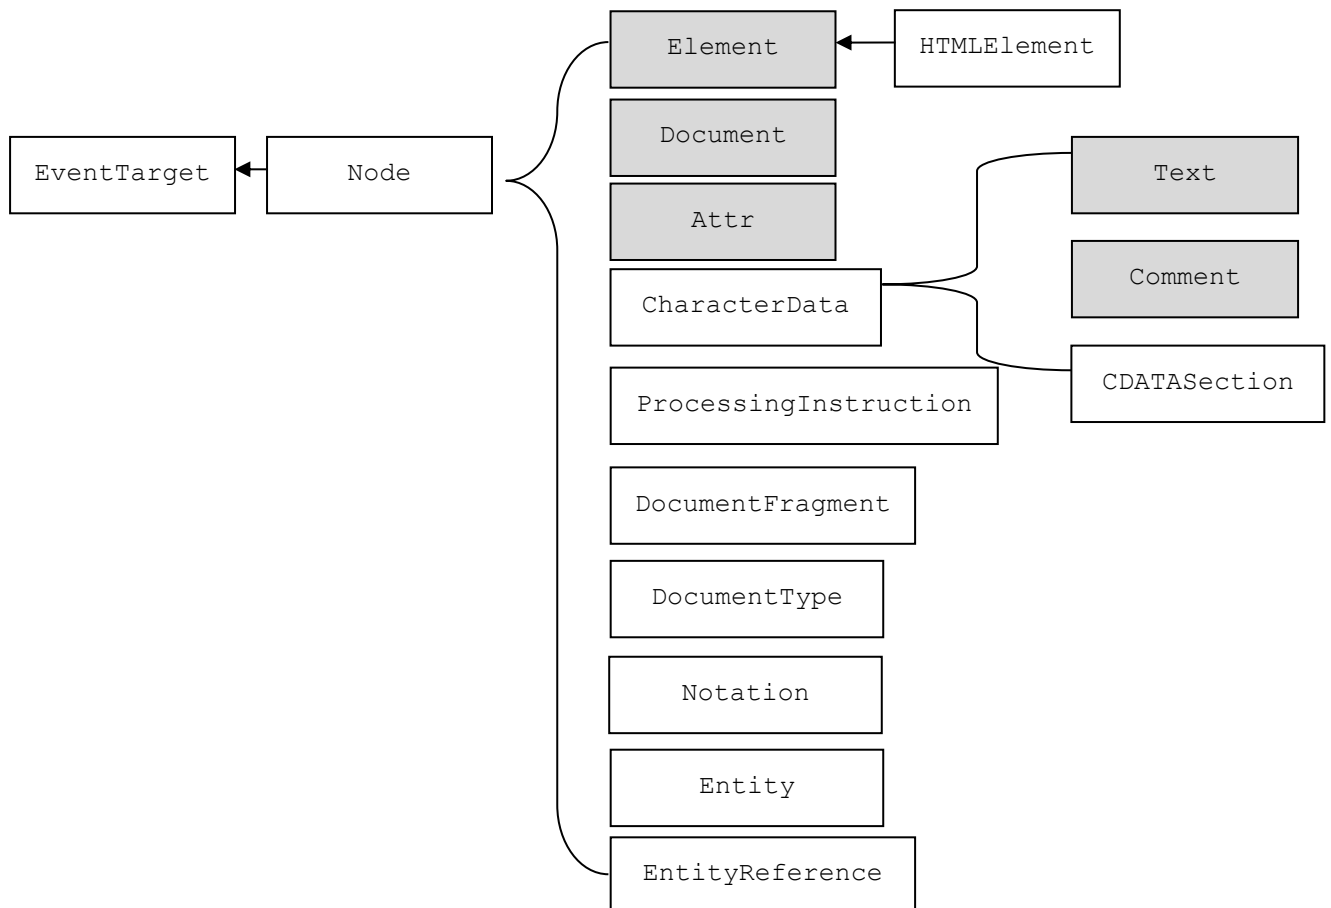 Element
HTMLElement
Document
EventTarget
Node
Text
Attr
Comment
CharacterData
CDATASection
ProcessingInstruction
DocumentFragment
DocumentType
Notation
Entity
EntityReference